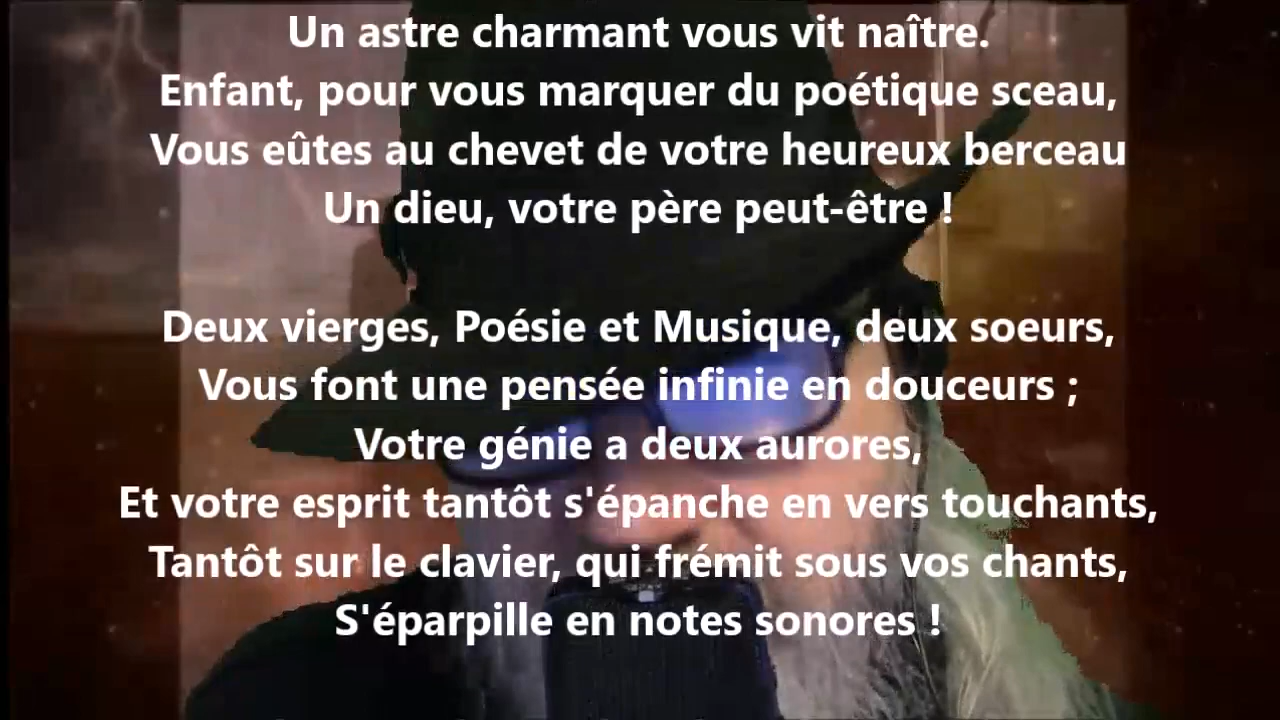 Un astre charmant vous vit naître.
Enfant, pour vous marquer du poétique sceau,
Vous eûtes au chevet de votre heureux berceau
Un dieu, votre père peut-être !
Deux vierges, Poésie et Musique, deux soeurs,
Vous font une pensée infinie en douceurs ;
Votre génie a deux aurores,
Et votre esprit tantôt s'épanche en vers touchants,
Tantôt sur le clavier, qui frémit sous vos chants,
S'éparpille en notes sonores !